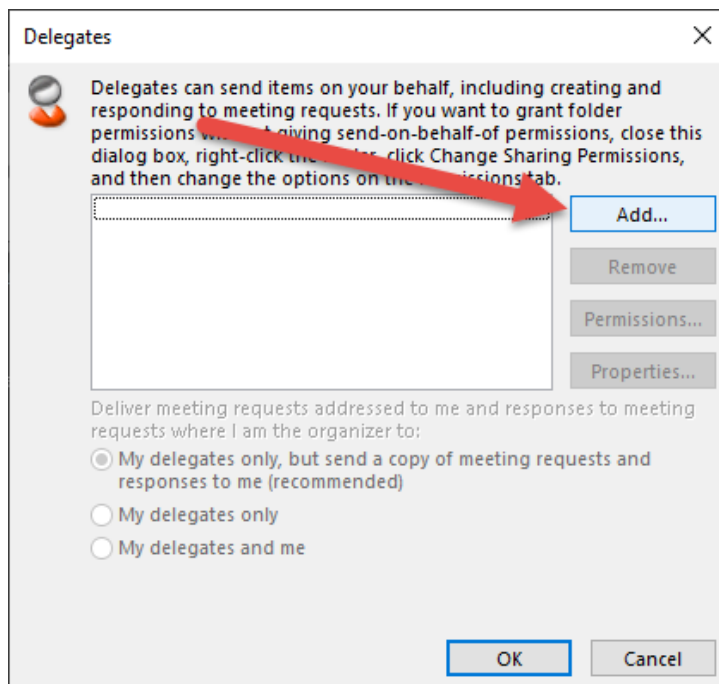 Delegates
Delegates can send items on your behalf, including creating and
responding to meeting requests. If you want to grant folder
permissions giving send-on-behalf-of permissions, close this
dialog box, right-click the click Change Sharing Permissions,
and then change the options on the tab.
Add...
Remove
Permissions...
Properties...
Deliver meeting requests addressed to me and responses to meeting
requests where I am the organizer to:
My delegates only, but send a copy of meeting requests and
responses to me (recommended)
My delegates only
My delegates and me
OK
Cancel